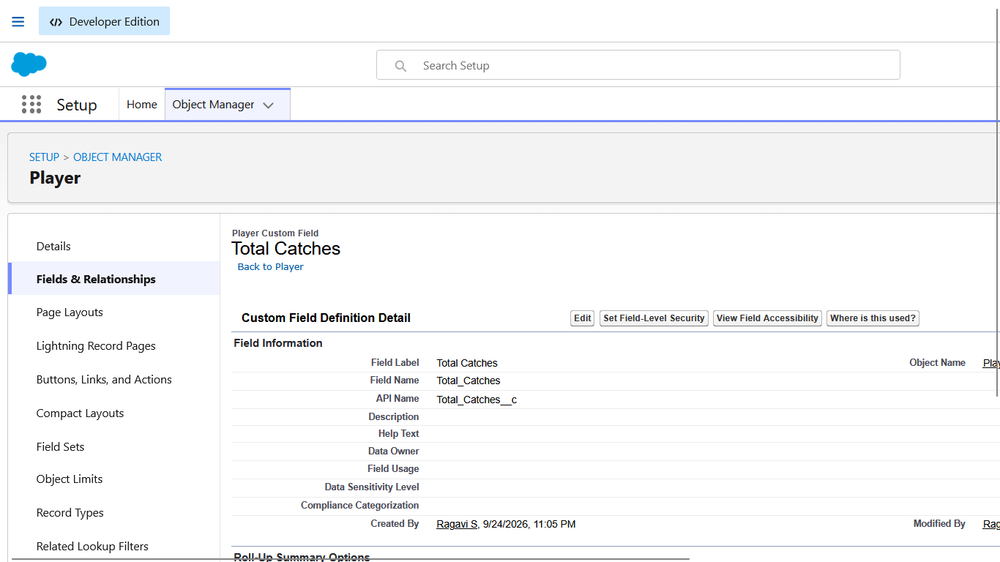 Developer Edition
Search Setup
Setup
Home
Object Manager
SETUP > OBJECT MANAGER
Player
Details
Fields & Relationships
Page Layouts
Lightning Record Pages
Buttons, Links, and Actions
Compact Layouts
Field Sets
Object Limits
Record Types
Related Lookup Filters
Player Custom Field
Total Catches
Back to Player
Custom Field Definition Detail
Edit
Set Field-Level Security
View Field Accessibility
Where is this used?
Field Information
Field Label Total Catches Object Name
Field Name Total_Catches
API Name Total_Catches__c
Description
Help Text
Data Owner
Field Usage
Data Sensitivity Level
Compliance Categorization
Created By Ragavi S, 9/24/2026, 11:05 PM Modified By
Roll-Up Summary Options